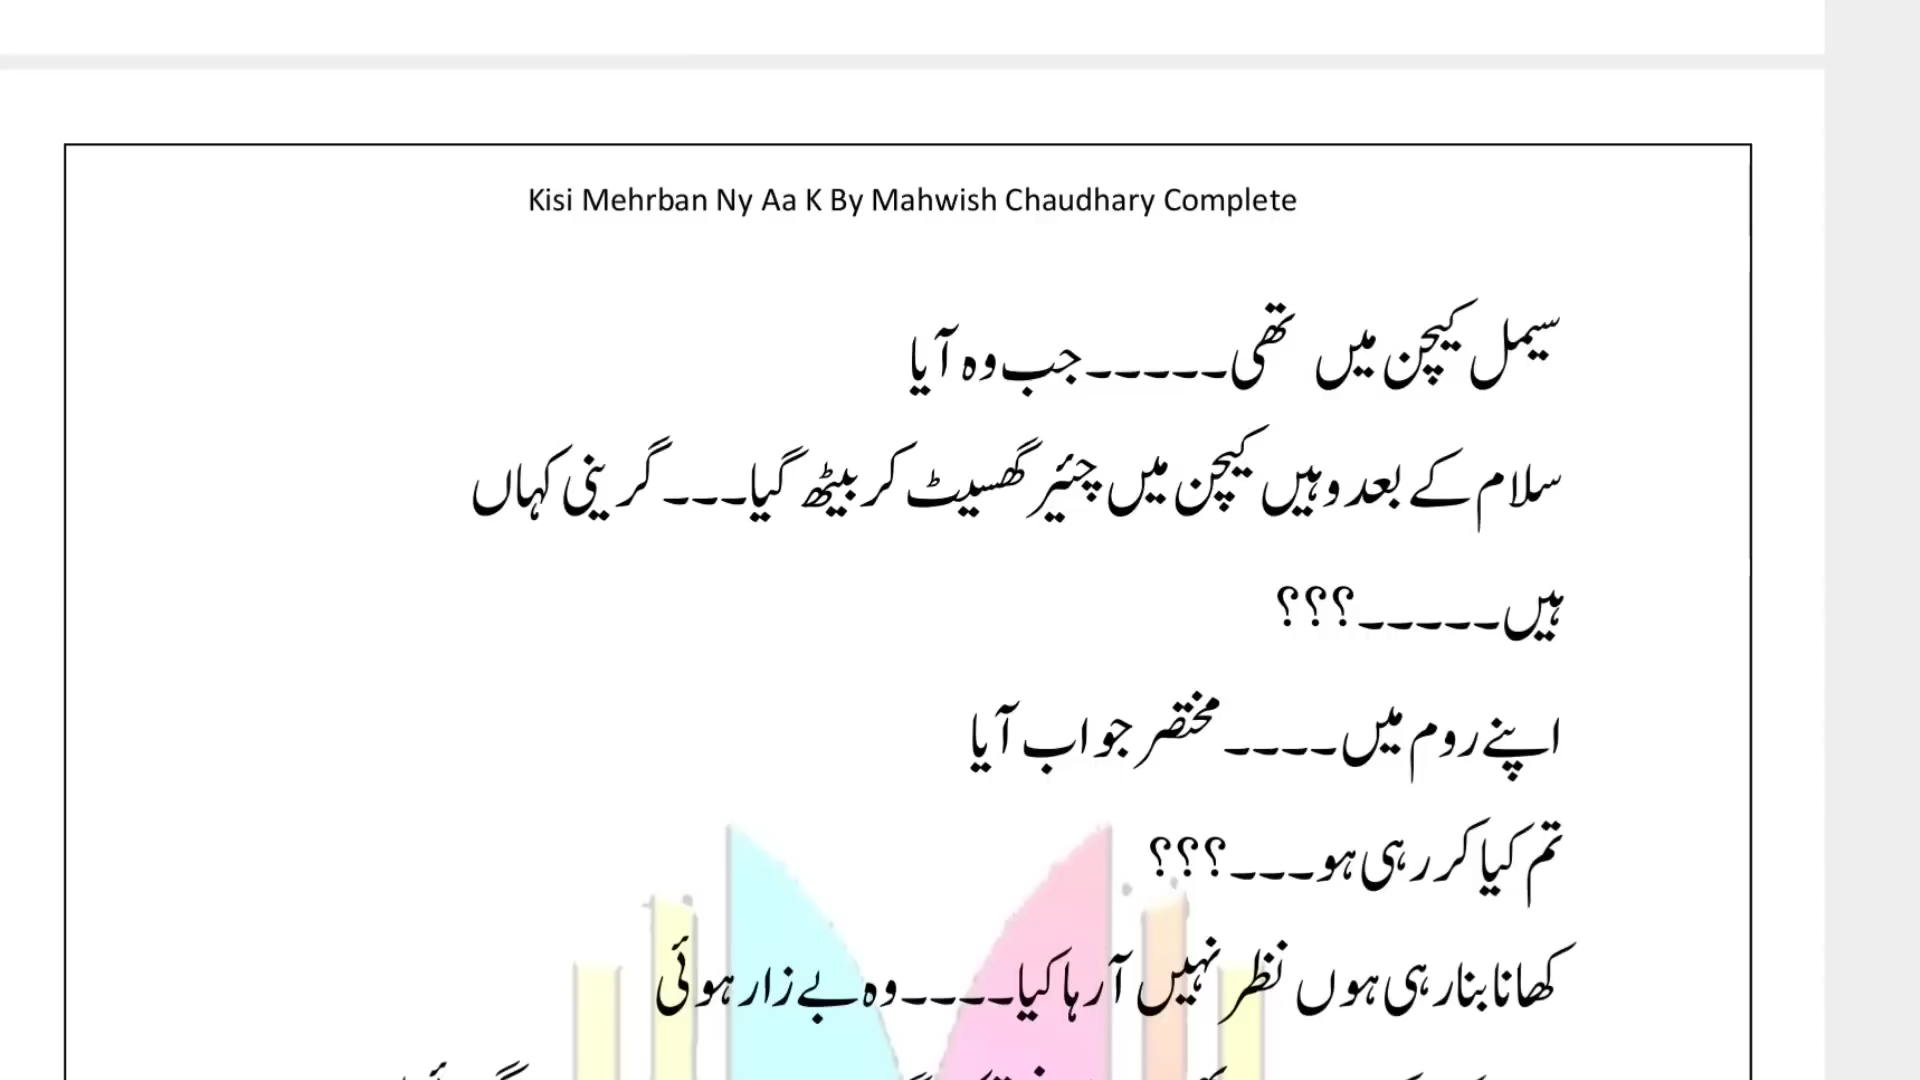 Kisi Mehrban Ny Aa K By Mahwish Chaudhary Complete
سیمل کیچن میں تھی۔۔۔۔۔جب وہ آیا
سلام کے بعد وہیں کیچن میں چئیر گھسیٹ کر بیٹھ گیا۔۔۔گرینی کہاں
ہیں۔۔۔۔۔؟؟؟
اپنے روم میں۔۔۔۔مختصر جواب آیا
تم کیا کر رہی ہو۔۔۔؟؟؟
کھانا بنا رہی ہوں نظر نہیں آ رہا کیا۔۔۔۔وہ بے زار ہوئی